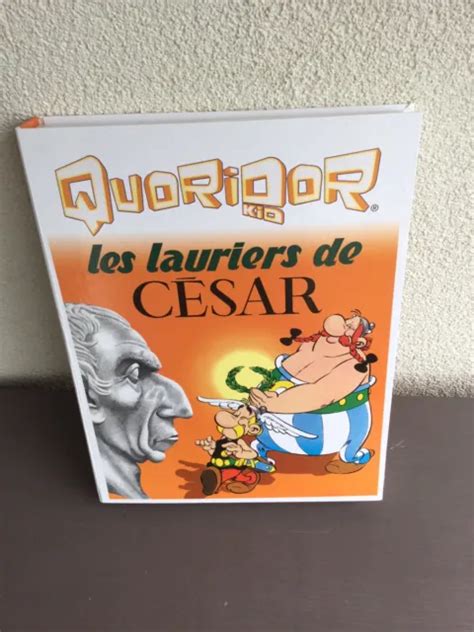 QUORIDOR®
KID
les lauriers de
CÉSAR